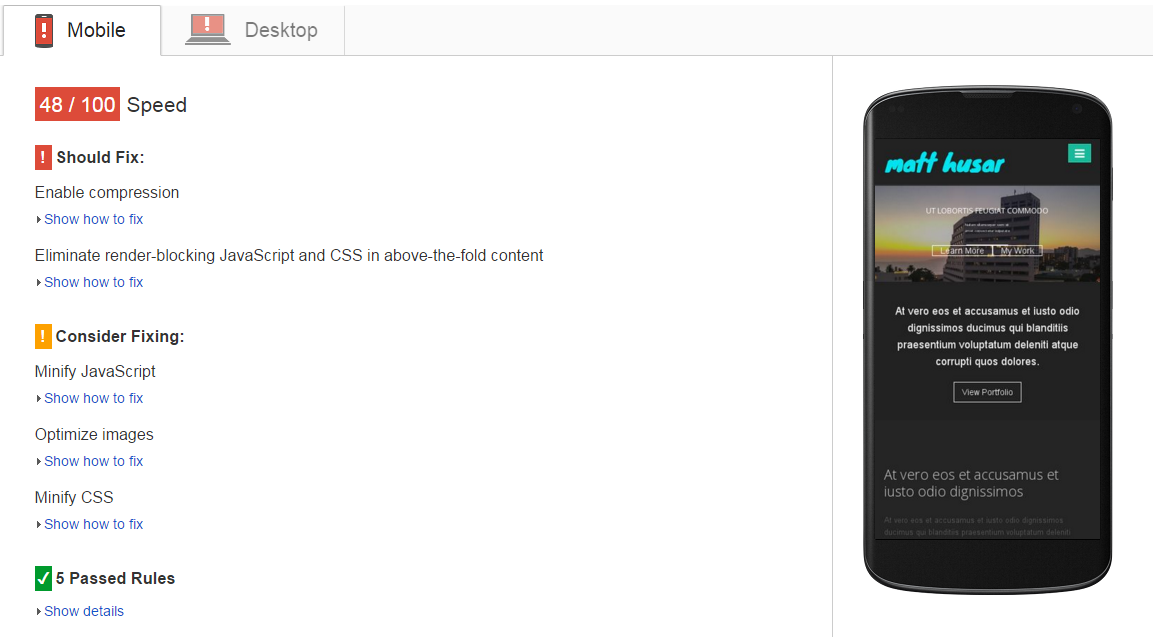 Mobile
Desktop
48 / 100 Speed
! Should Fix:
Enable compression
Show how to fix
Eliminate render-blocking JavaScript and CSS in above-the-fold content
Show how to fix
! Consider Fixing:
Minify JavaScript
Show how to fix
Optimize images
Show how to fix
Minify CSS
Show how to fix
5 Passed Rules
Show details
matt husar
UT LOBORTIS FEUGIAT COMMODO
Learn More
My Work
At vero eos et accusamus et iusto odio
dignissimos ducimus qui blanditiis
praesentium voluptatum deleniti atque
corrupti quos dolores.
View Portfolio
At vero eos et accusamus et
iusto odio dignissimos
At vero eos et accusamus et iusto odio dignissimos
ducimus qui blanditiis praesentium voluptatum deleniti